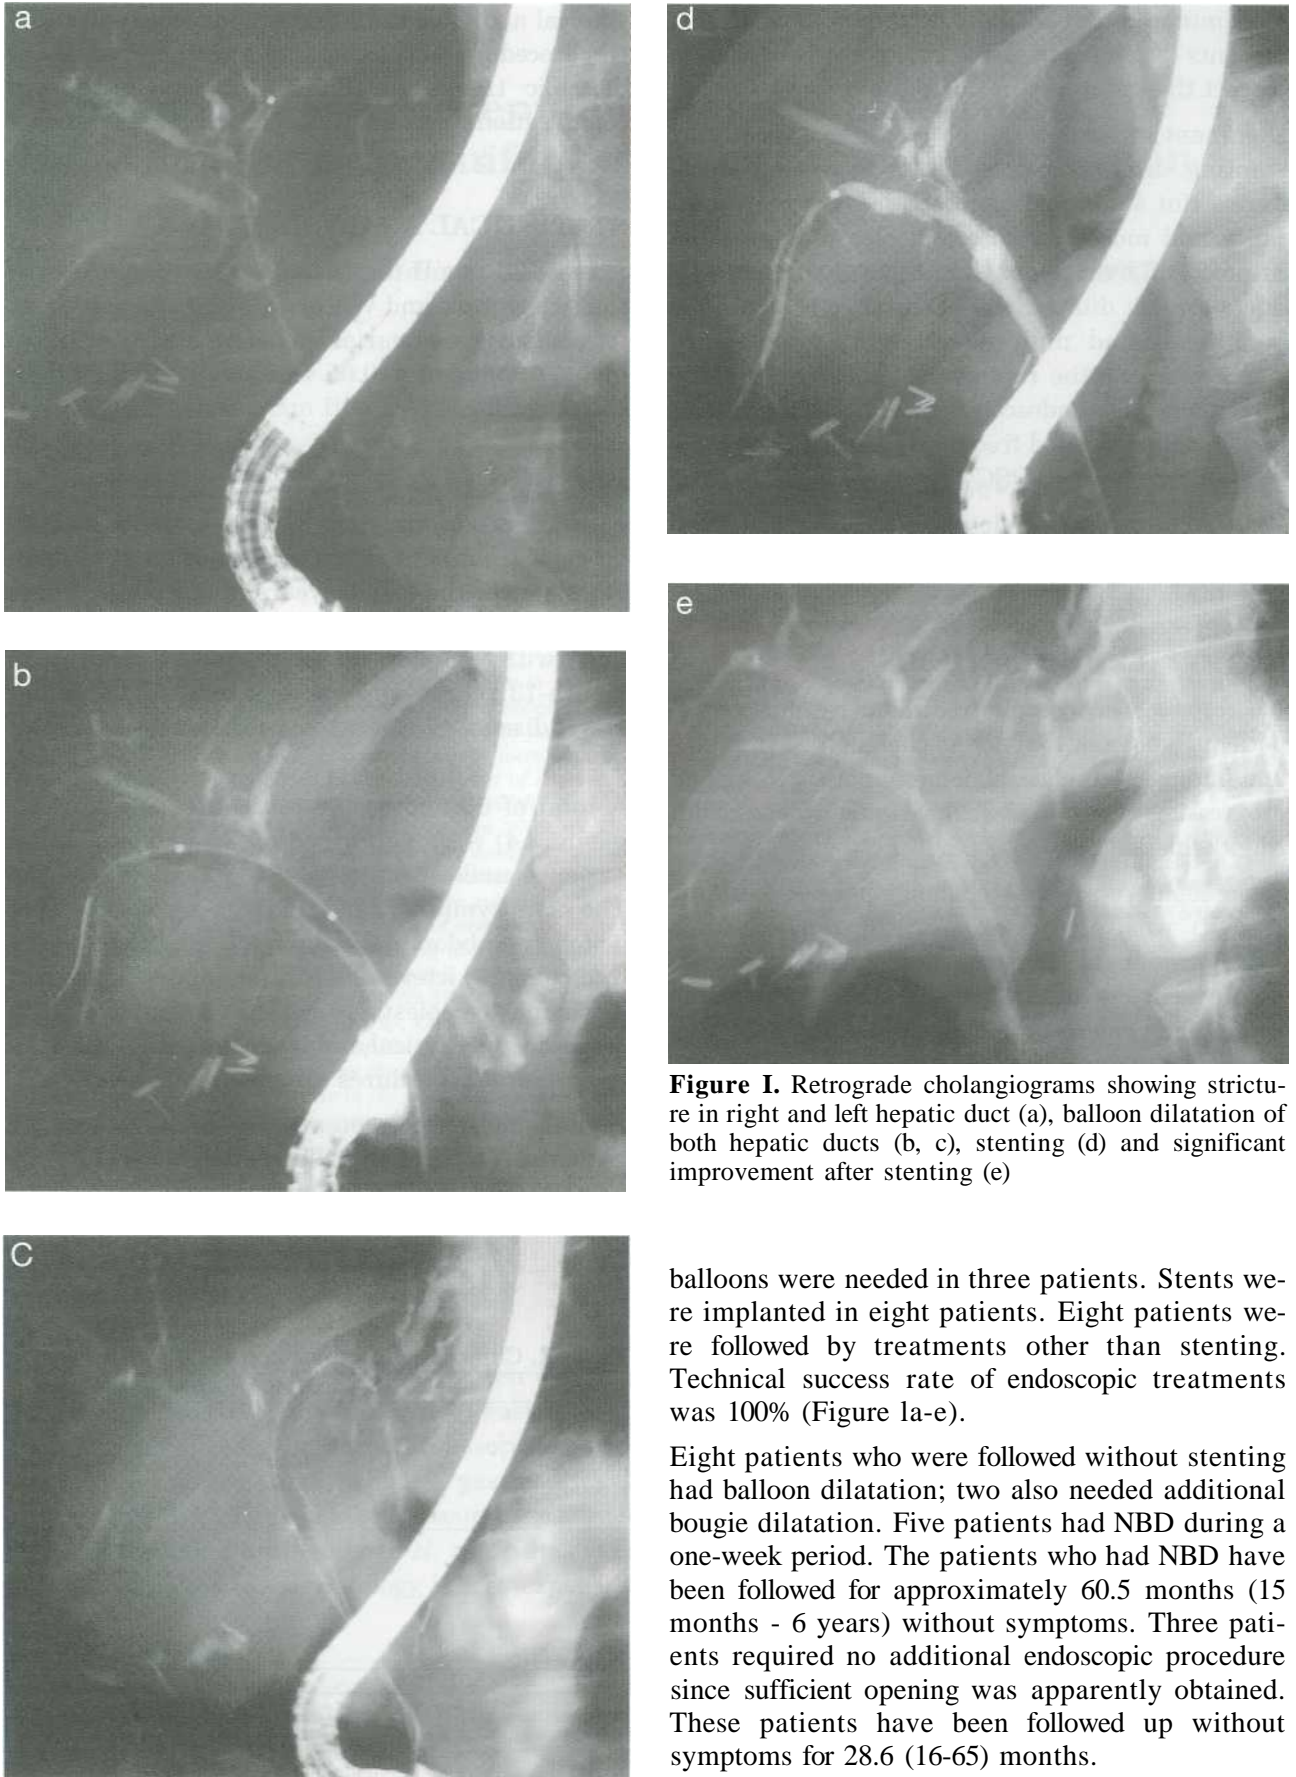 a
b
C
d
e
Figure I. Retrograde cholangiograms showing strictu-
re in right and left hepatic duct (a), balloon dilatation of
both hepatic ducts (b, c), stenting (d) and significant
improvement after stenting (e)
balloons were needed in three patients. Stents we-
re implanted in eight patients. Eight patients we-
re followed by treatments other than stenting.
Technical success rate of endoscopic treatments
was 100% (Figure la-e).
Eight patients who were followed without stenting
had balloon dilatation; two also needed additional
bougie dilatation. Five patients had NBD during a
one-week period. The patients who had NBD have
been followed for approximately 60.5 months (15
months - 6 years) without symptoms. Three pati-
ents required no additional endoscopic procedure
since sufficient opening was apparently obtained.
These patients have been followed up without
symptoms for 28.6 (16-65) months.